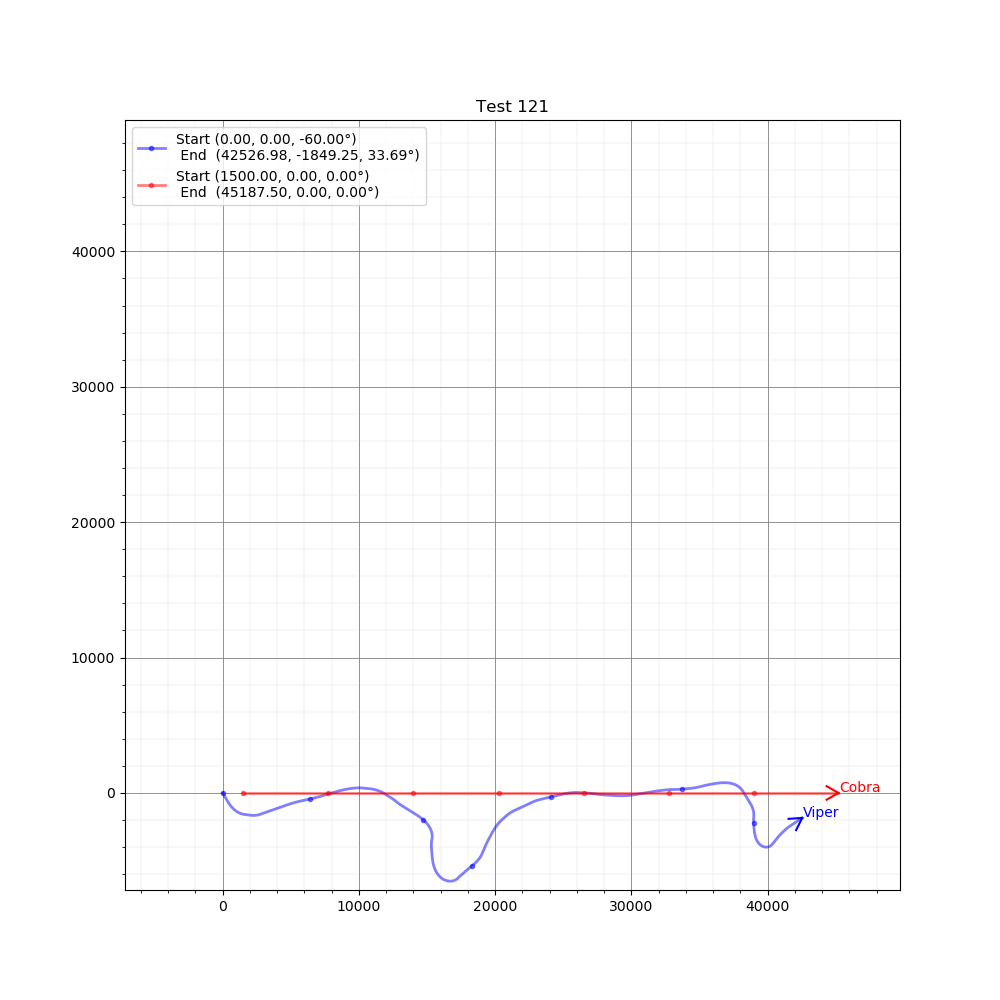 Test 121
Start (0.00, 0.00, -60.00°)
End (42526.98, -1849.25, 33.69°)
Start (1500.00, 0.00, 0.00°)
End (45187.50, 0.00, 0.00°)
40000
30000
20000
10000
0
Cobra
Viper
0
10000
20000
30000
40000